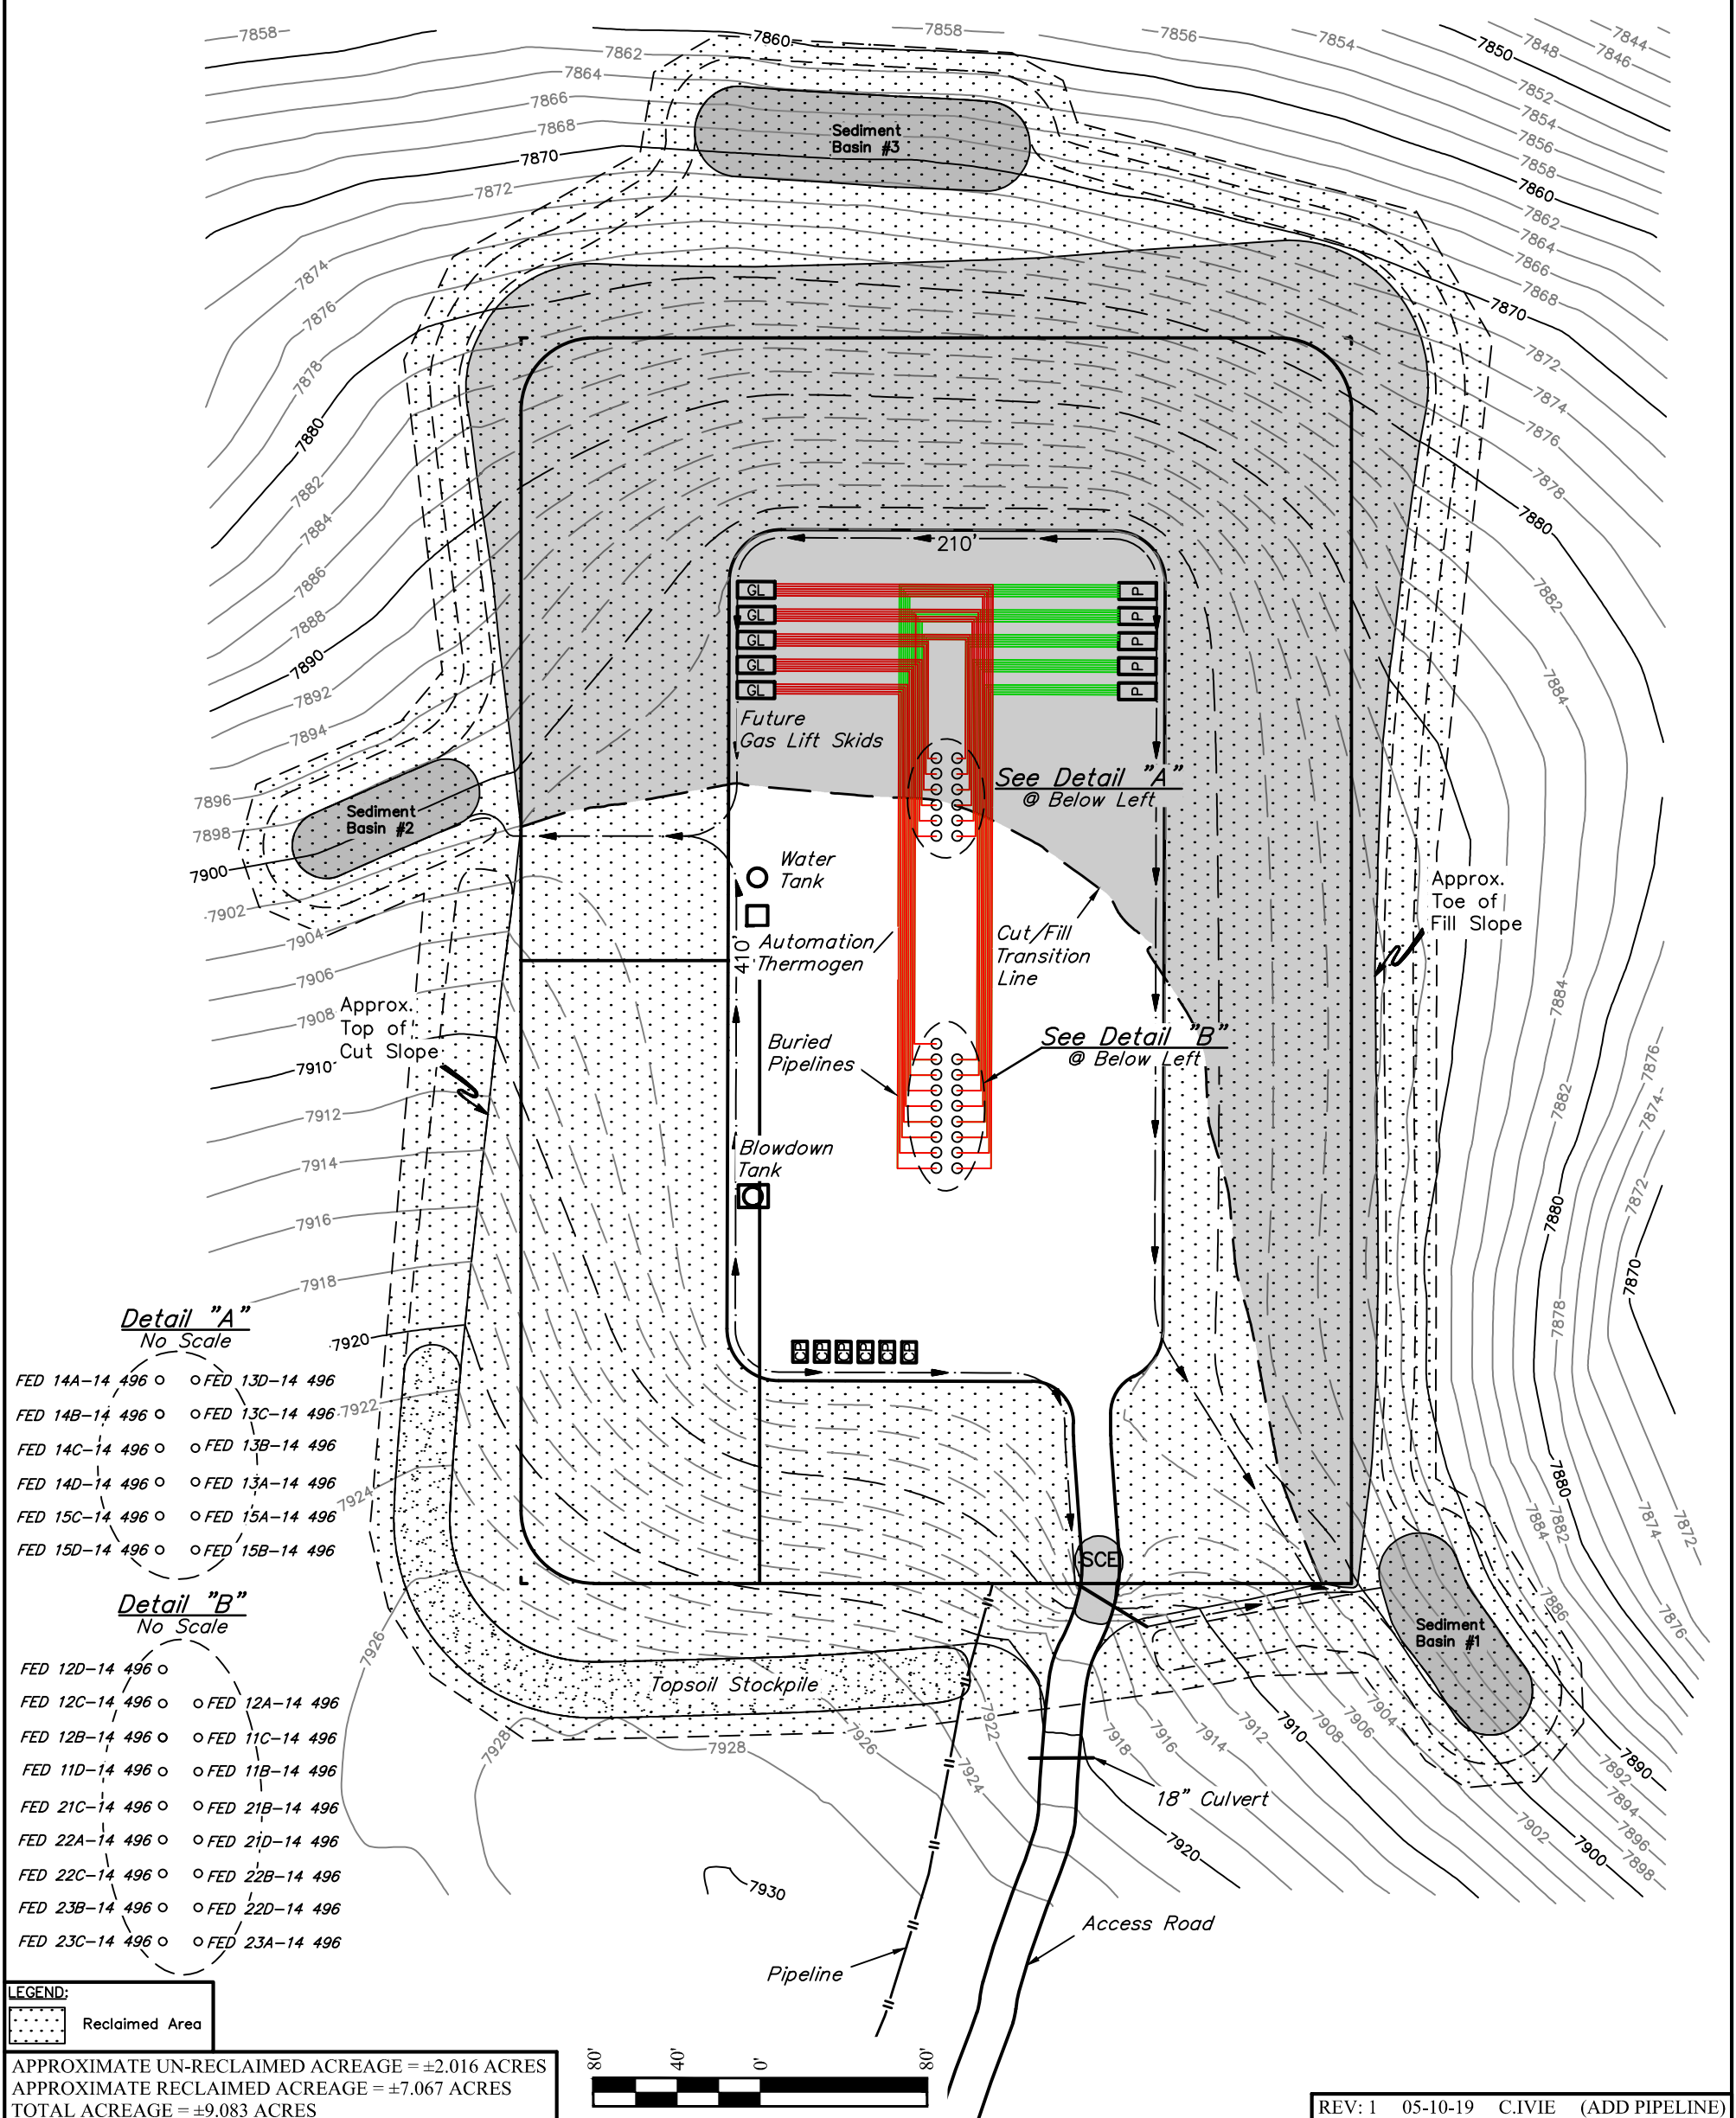 7858
7860
7858
7856
7854
7850
7848
7844
7846
7862
7864
7866
7868
7870
7872
7874
7876
7878
7880
7882
7884
7886
7888
7890
7892
7894
7896
7898
7900
7902
7904
7906
7908
7910
7912
7914
7916
7918
7920
7922
7924
7926
7852
7854
7856
7858
7860
7862
7864
7866
7868
7870
7872
7874
7876
7878
7880
7882
7884
Sediment
Basin #3
210'
GL
GL
GL
GL
GL
P
P
P
P
P
Future
Gas Lift Skids
See Detail "A"
@ Below Left
Sediment
Basin #2
Water
Tank
Automation/
Thermogen
410'
Cut/Fill
Transition
Line
Approx.
Toe of
Fill Slope
Approx.
Top of
Cut Slope
Buried
Pipelines
See Detail "B"
@ Below Left
Blowdown
Tank
7884
7882
7880
7878
7876
7874
7872
7870
7880
7884
7882
7874
7872
7886
7876
SCE
Sediment
Basin #1
Topsoil Stockpile
7928
7928
7926
7924
7922
7918
7916
7914
7912
7910
7908
7906
7904
7890
7892
7894
7896
7898
7900
7902
7920
7930
18" Culvert
Access Road
Pipeline
Detail "A"
No Scale
FED 14A-14 496 FED 13D-14 496
FED 14B-14 496 FED 13C-14 496
FED 14C-14 496 FED 13B-14 496
FED 14D-14 496 FED 13A-14 496
FED 15C-14 496 FED 15A-14 496
FED 15D-14 496 FED 15B-14 496
Detail "B"
No Scale
FED 12D-14 496
FED 12C-14 496 FED 12A-14 496
FED 12B-14 496 FED 11C-14 496
FED 11D-14 496 FED 11B-14 496
FED 21C-14 496 FED 21B-14 496
FED 22A-14 496 FED 21D-14 496
FED 22C-14 496 FED 22B-14 496
FED 23B-14 496 FED 22D-14 496
FED 23C-14 496 FED 23A-14 496
LEGEND:
Reclaimed Area
APPROXIMATE UN-RECLAIMED ACREAGE = ±2.016 ACRES
APPROXIMATE RECLAIMED ACREAGE = ±7.067 ACRES
TOTAL ACREAGE = ±9.083 ACRES
80' 40' 0' 80'
REV: 1 05-10-19 C.IVIE (ADD PIPELINE)